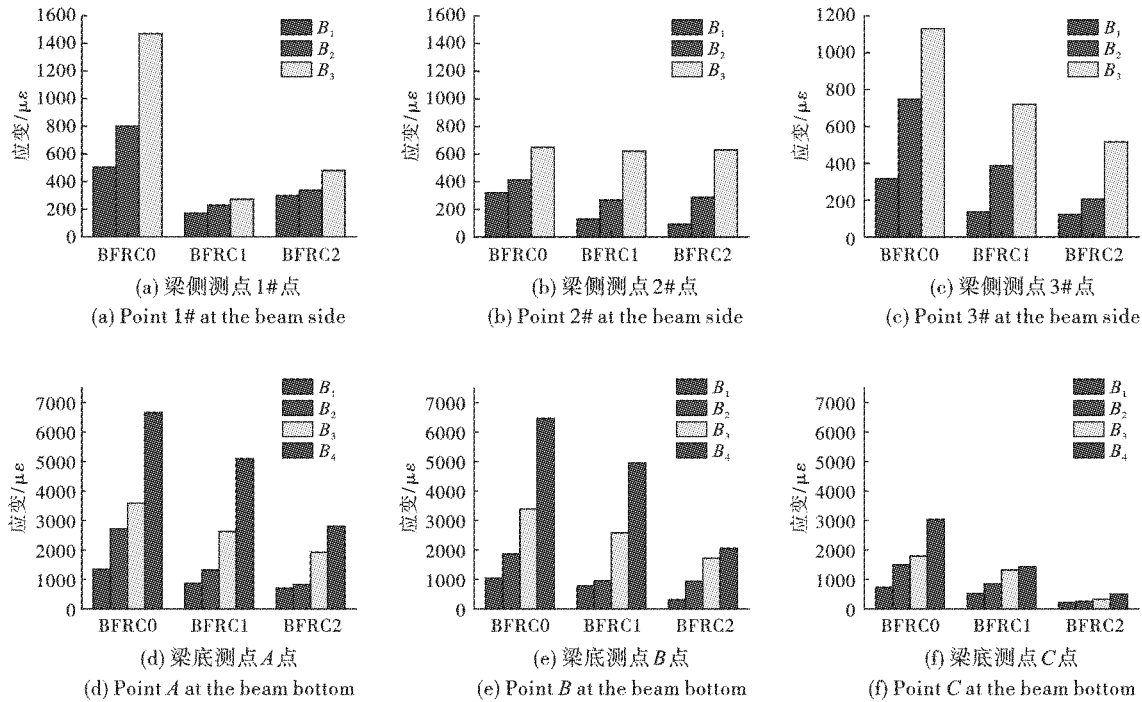 1600
1400
1200
1000
800
600
400
200
0
应变/με
B₁
B₂
B₃
BFRC0 BFRC1 BFRC2
(a) 梁侧测点1#点
(a) Point 1# at the beam side
1600
1400
1200
1000
800
600
400
200
0
应变/με
B₁
B₂
B₃
BFRC0 BFRC1 BFRC2
(b) 梁侧测点2#点
(b) Point 2# at the beam side
1200
1000
800
600
400
200
0
应变/με
B₁
B₂
B₃
BFRC0 BFRC1 BFRC2
(c) 梁侧测点3#点
(c) Point 3# at the beam side
7000
6000
5000
4000
3000
2000
1000
0
应变/με
B₁
B₂
B₃
B₄
BFRC0 BFRC1 BFRC2
(d) 梁底测点A点
(d) Point A at the beam bottom
7000
6000
5000
4000
3000
2000
1000
0
应变/με
B₁
B₂
B₃
B₄
BFRC0 BFRC1 BFRC2
(e) 梁底测点B点
(e) Point B at the beam bottom
7000
6000
5000
4000
3000
2000
1000
0
应变/με
B₁
B₂
B₃
B₄
BFRC0 BFRC1 BFRC2
(f) 梁底测点C点
(f) Point C at the beam bottom